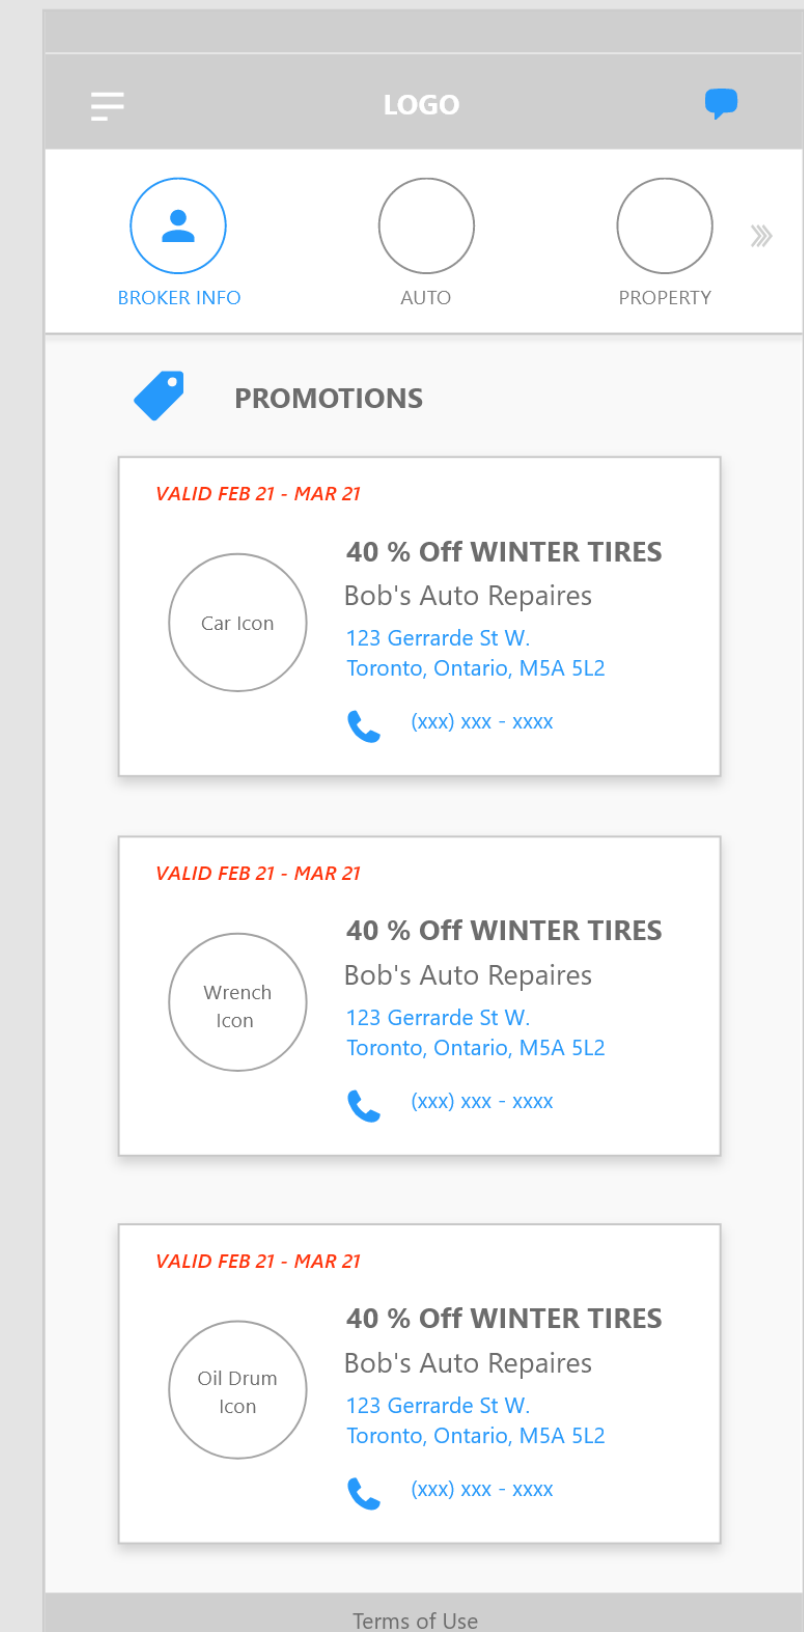 LOGO
BROKER INFO
AUTO
PROPERTY
PROMOTIONS
VALID FEB 21 - MAR 21
40 % Off WINTER TIRES
Bob's Auto Repaires
Car Icon
123 Gerrarde St W.
Toronto, Ontario, M5A 5L2
(xxx) xxx - xxxx
VALID FEB 21 - MAR 21
40 % Off WINTER TIRES
Bob's Auto Repaires
Wrench
Icon
123 Gerrarde St W.
Toronto, Ontario, M5A 5L2
(xxx) xxx - xxxx
VALID FEB 21 - MAR 21
40 % Off WINTER TIRES
Bob's Auto Repaires
Oil Drum
Icon
123 Gerrarde St W.
Toronto, Ontario, M5A 5L2
(xxx) xxx - xxxx
Terms of Use